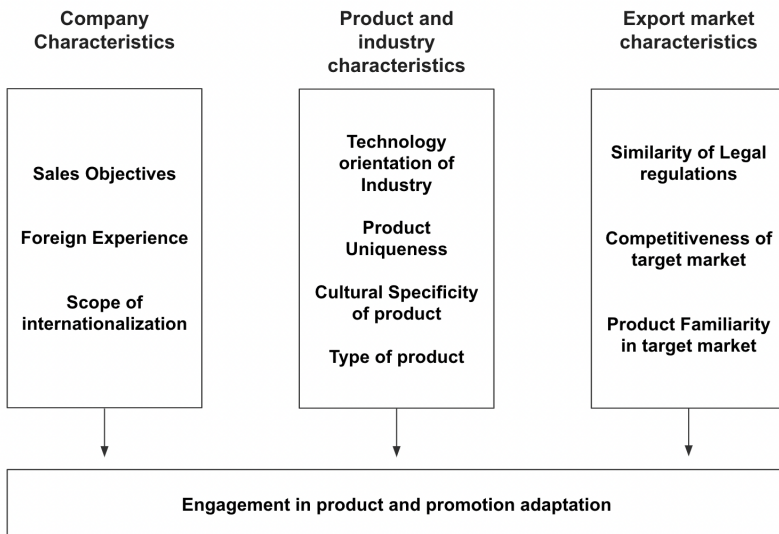 Company
Characteristics
Product and
industry
characteristics
Export market
characteristics
Sales Objectives
Foreign Experience
Scope of
internationalization
Technology
orientation of
Industry
Product
Uniqueness
Cultural Specificity
of product
Type of product
Similarity of Legal
regulations
Competitiveness of
target market
Product Familiarity
in target market
Engagement in product and promotion adaptation